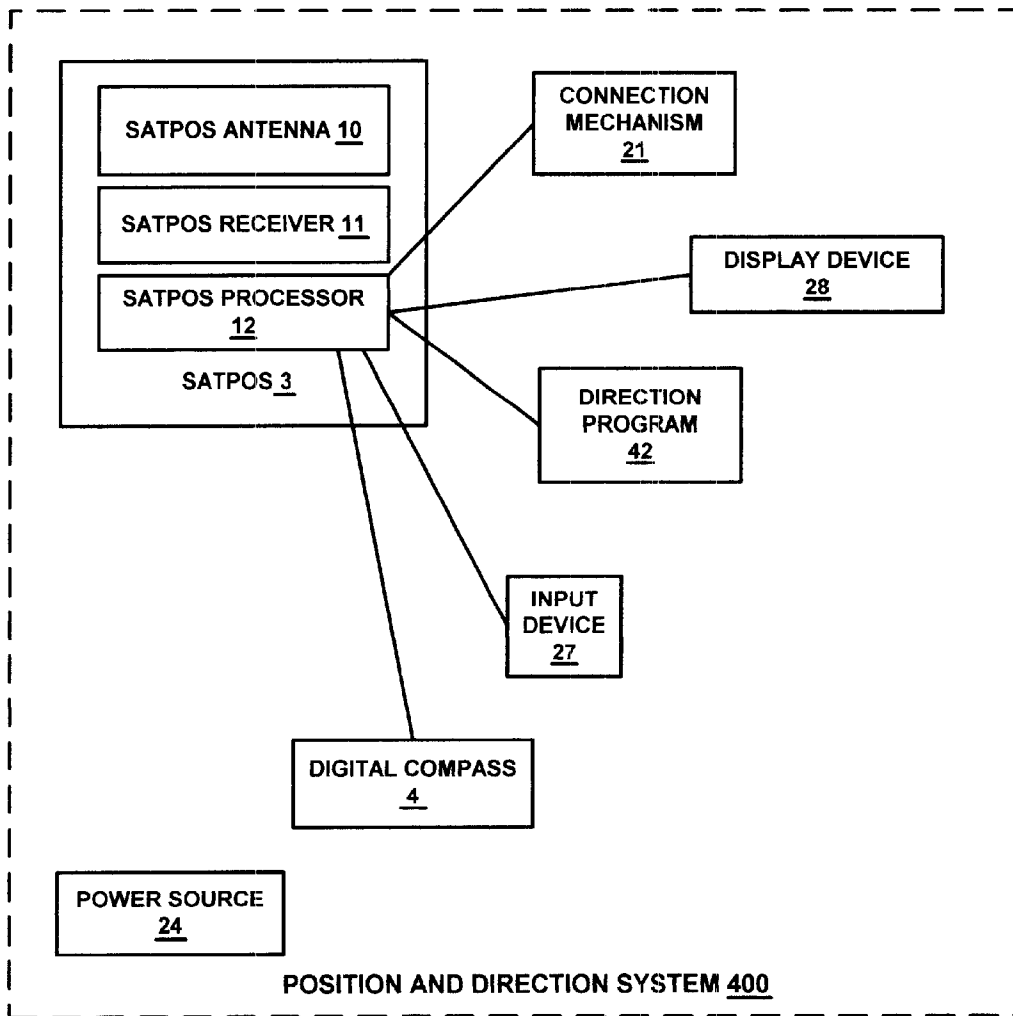 SATPOS ANTENNA 10
SATPOS RECEIVER 11
SATPOS PROCESSOR
12
SATPOS 3
CONNECTION
MECHANISM
21
DISPLAY DEVICE
28
DIRECTION
PROGRAM
42
INPUT
DEVICE
27
DIGITAL COMPASS
4
POWER SOURCE
24
POSITION AND DIRECTION SYSTEM 400